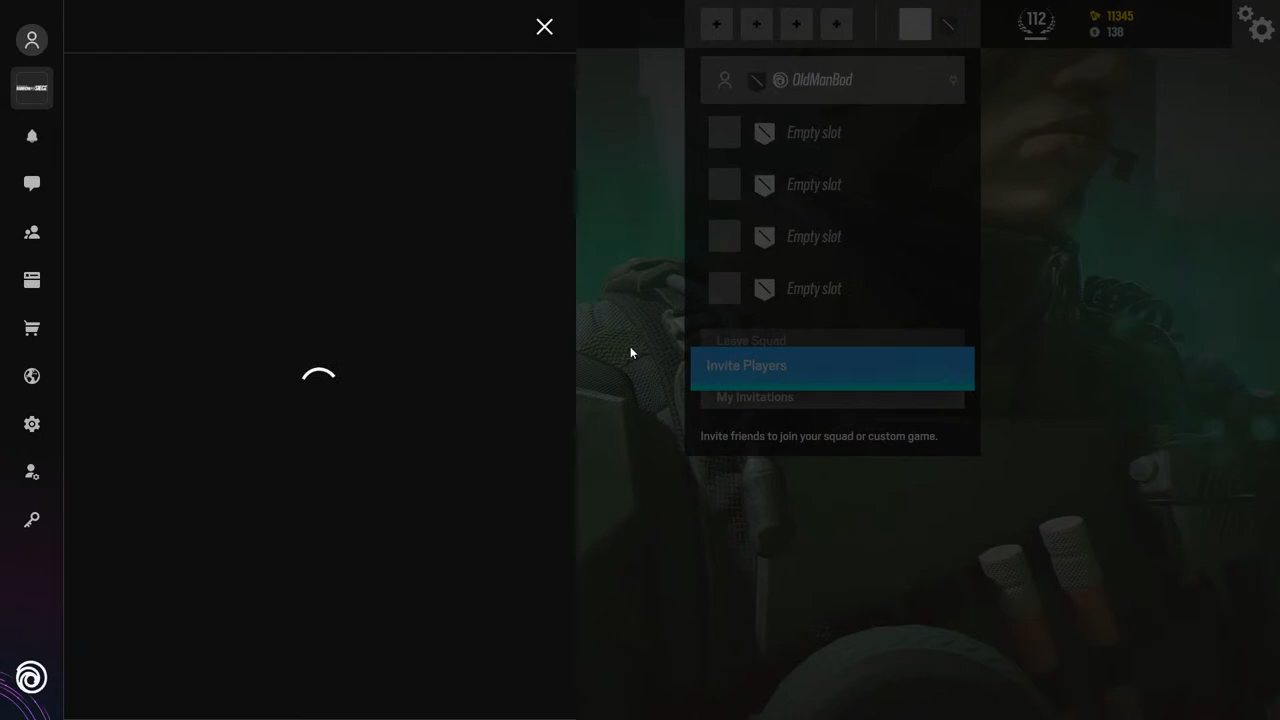 112
11345
138
OldManBod
Empty slot
Empty slot
Empty slot
Empty slot
Leave Squad
Invite Players
My Invitations
Invite friends to join your squad or custom game.